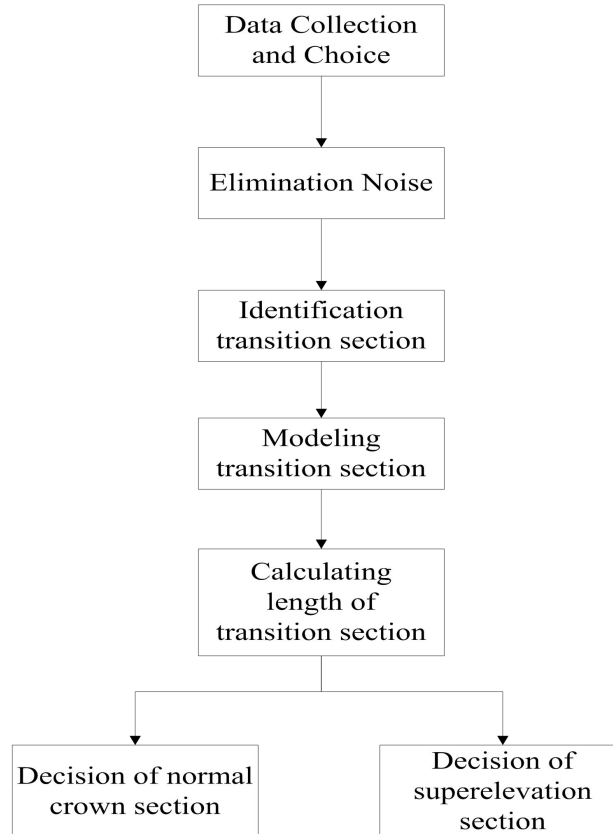 Data Collection
and Choice
Elimination Noise
Identification
transition section
Modeling
transition section
Calculating
length of
transition section
Decision of normal
crown section
Decision of
superelevation
section